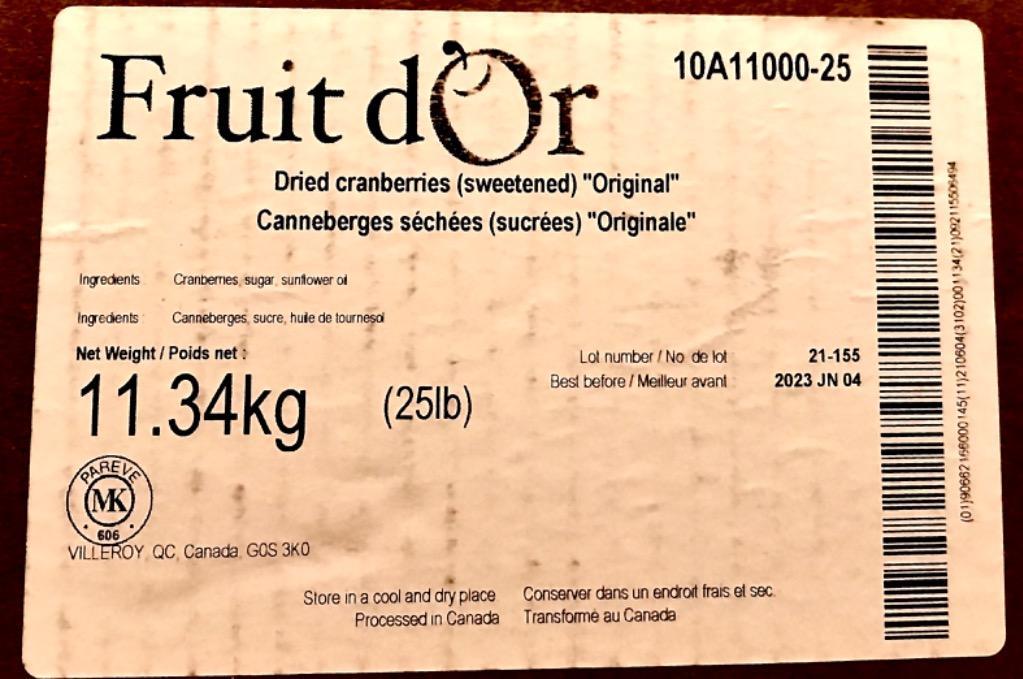 Fruit d'Or
10A11000-25
Dried cranberries (sweetened) "Original"
Canneberges séchées (sucrées) "Originale"
Ingredients : Cranberries, sugar, sunflower oil
Ingredients : Canneberges, sucre, huile de tournesol
Net Weight / Poids net :
11.34kg (25lb)
Lot number / No. de lot : 21-155
Best before / Meilleur avant : 2023 JN 04
PAREVE
MK
606
VILLEROY, QC, Canada, G0S 3K0
Store in a cool and dry place. Conserver dans un endroit frais et sec.
Processed in Canada Transformé au Canada